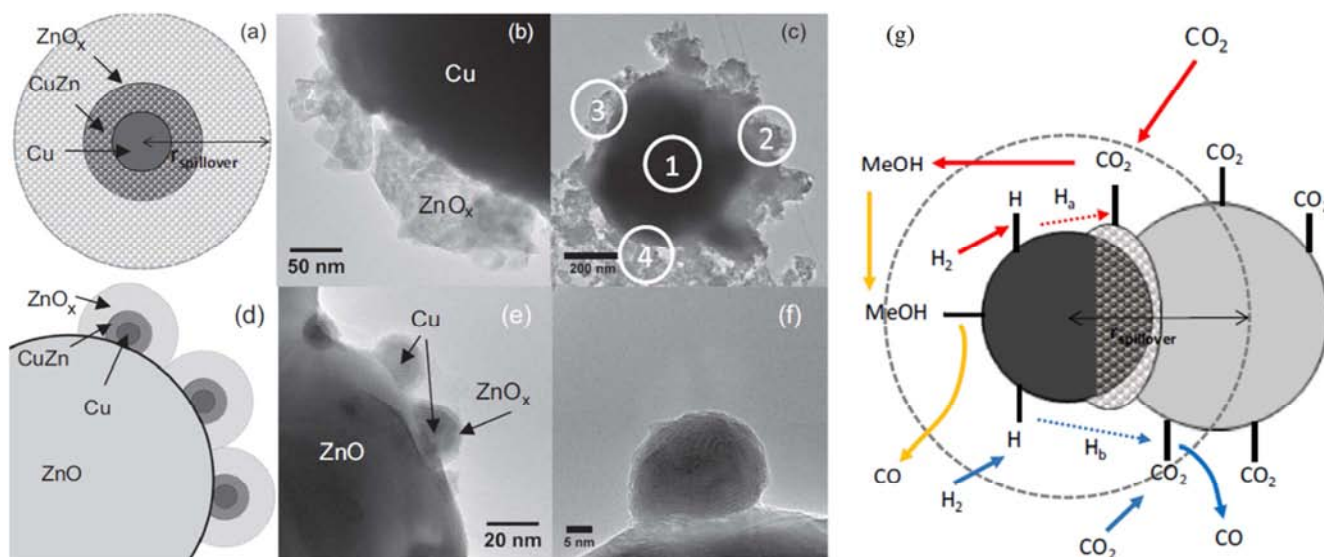 (a)
ZnOx
CuZn
Cu
rspillover
(b)
Cu
ZnOx
50 nm
(c)
1
2
3
4
200 nm
(d)
ZnOx
CuZn
Cu
ZnO
(e)
Cu
ZnOx
ZnO
20 nm
(f)
5 nm
(g)
CO2
MeOH
CO2
CO2
H
Ha
CO2
H2
MeOH
rspillover
H
Hb
CO
H2
CO2
CO2
CO2
CO